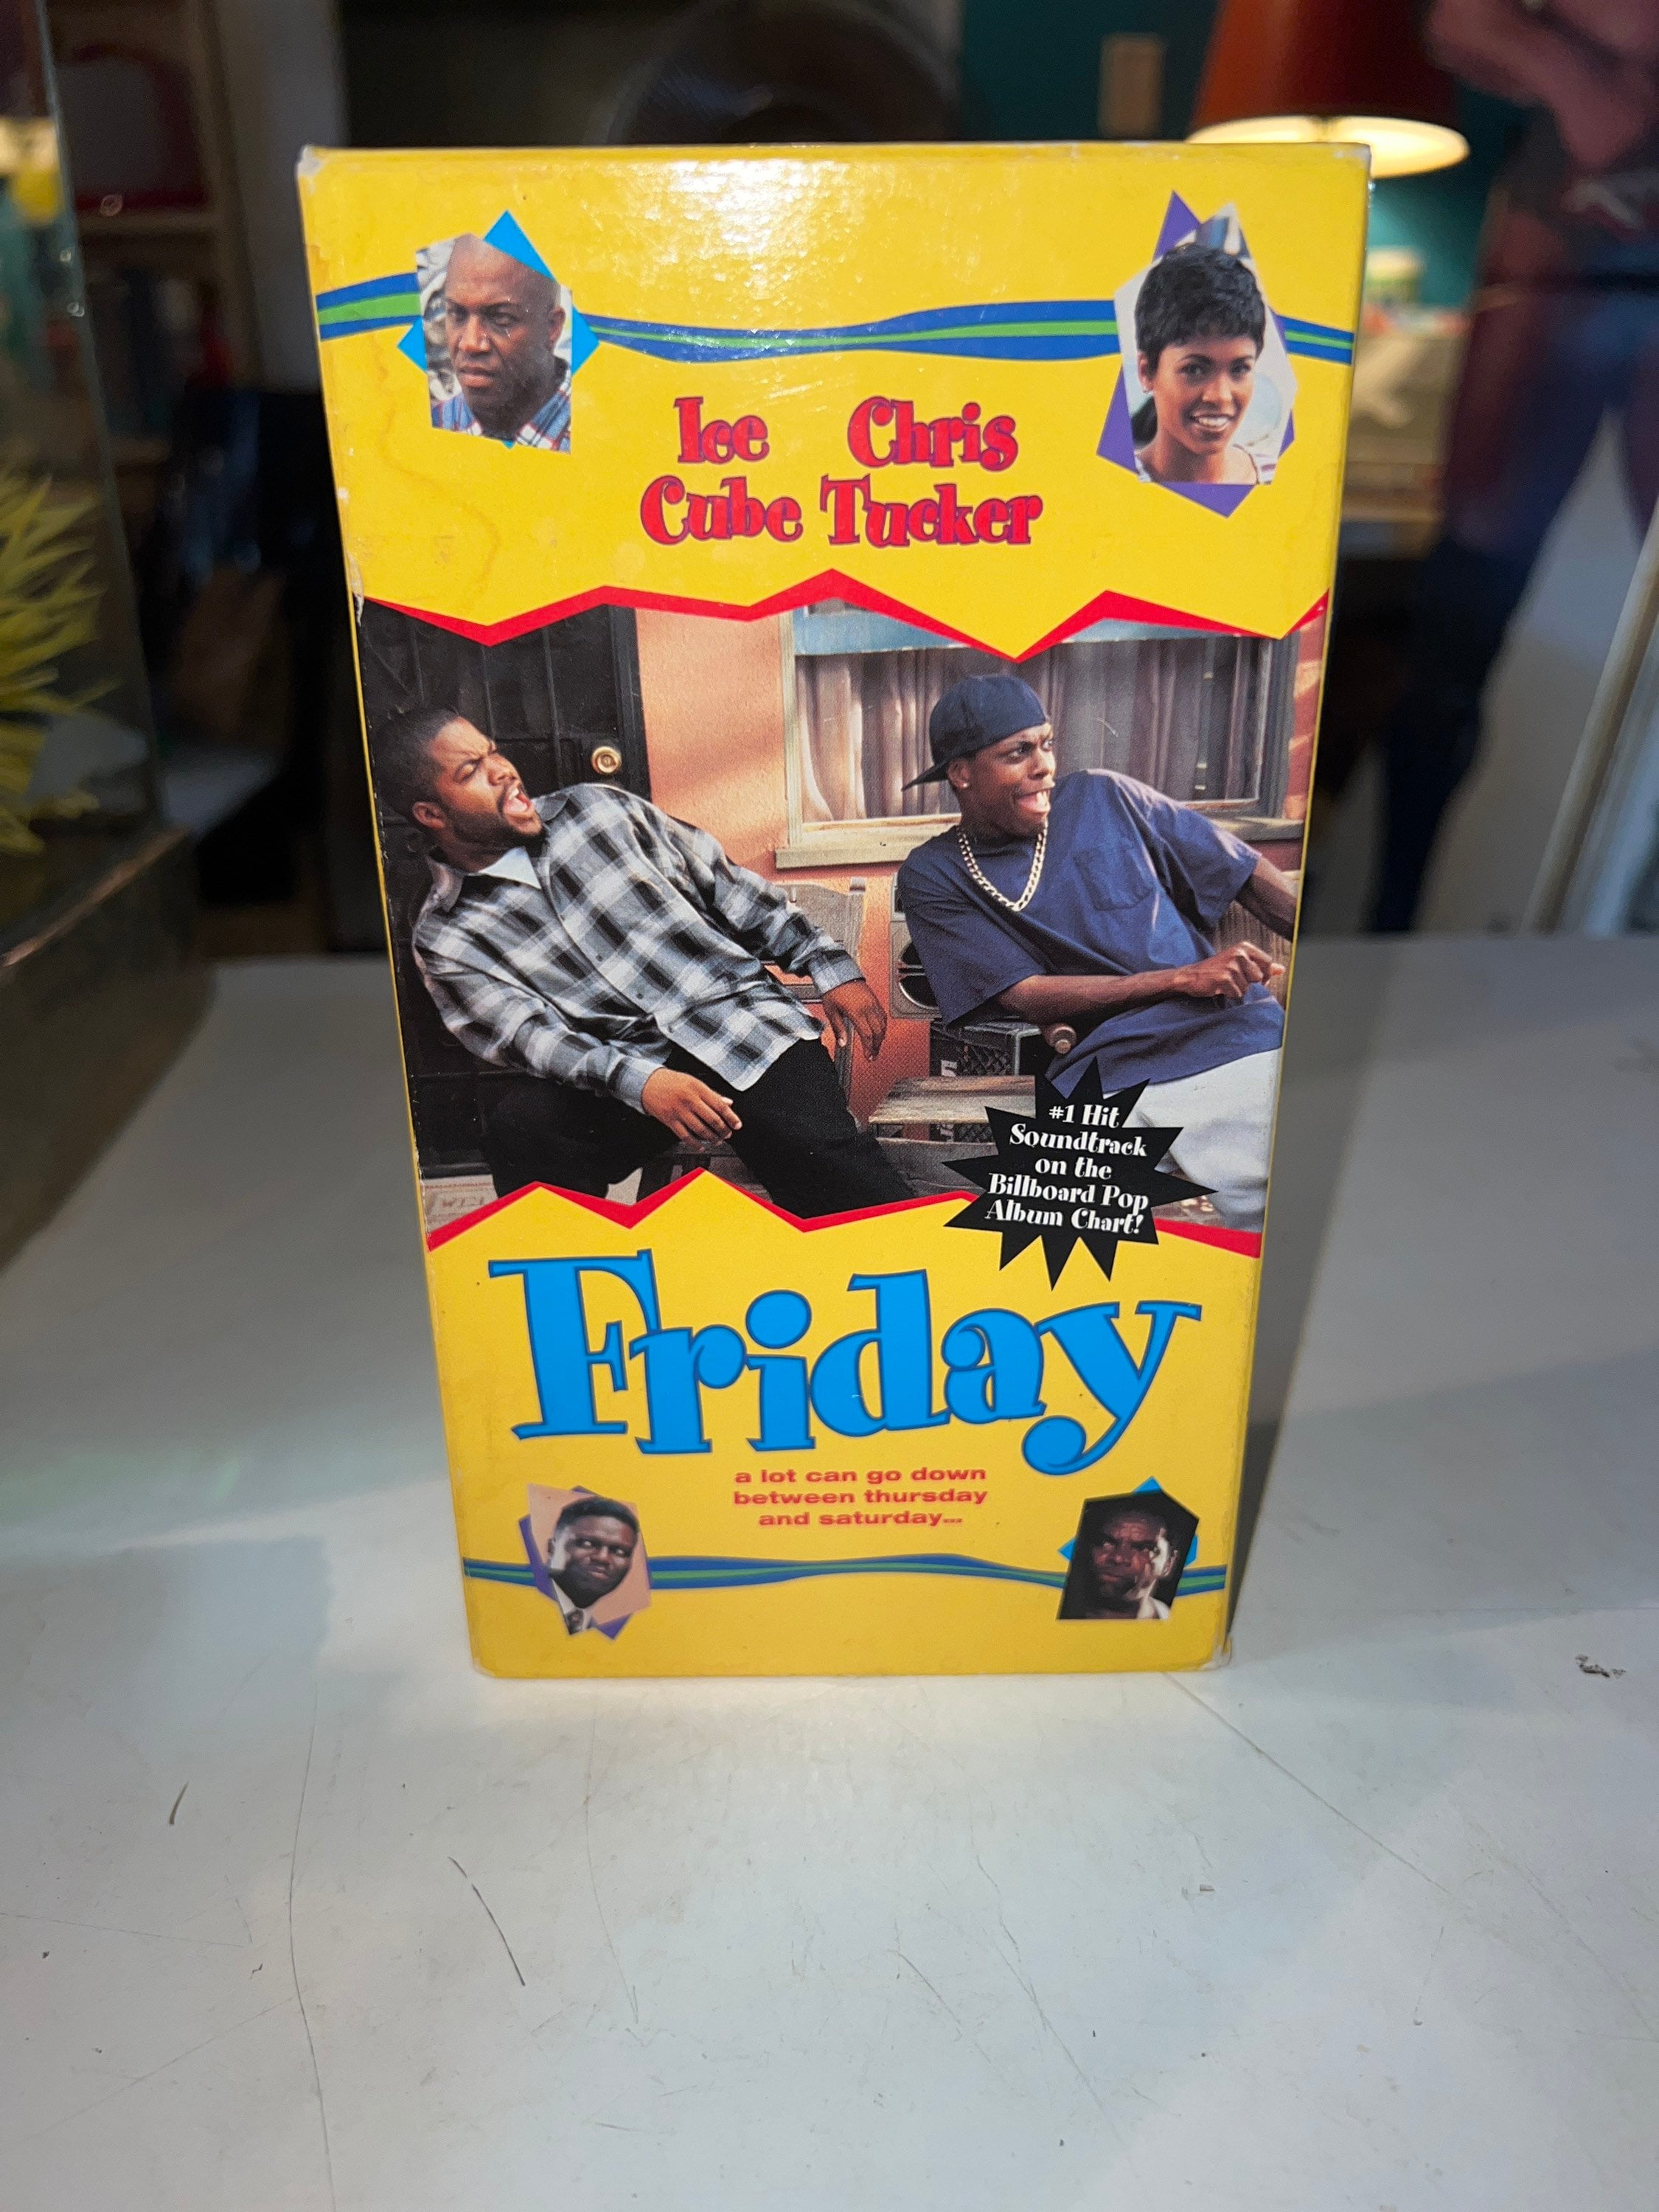 Ice Chris
Cube Tucker
#1 Hit
Soundtrack
on the
Billboard Pop
Album Chart!
Friday
a lot can go down
between thursday
and saturday...